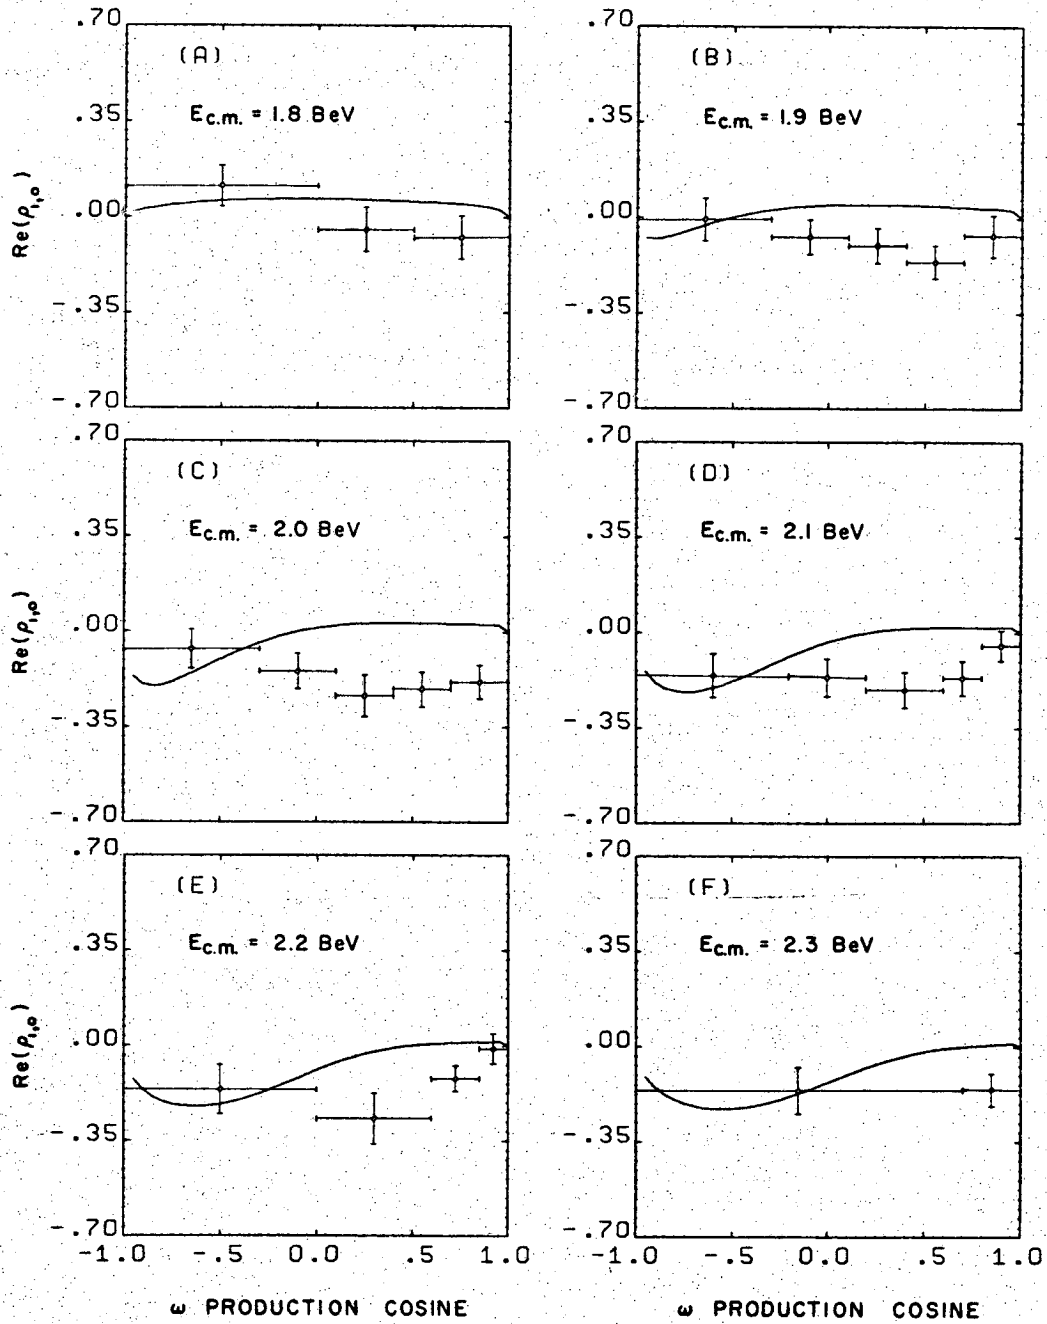 .70
.35
.00
-.35
-.70
Re(ρ1,0)
(A)
Ec.m. = 1.8 BeV
.70
.35
.00
-.35
-.70
(B)
Ec.m. = 1.9 BeV
.70
.35
.00
-.35
-.70
Re(ρ1,0)
(C)
Ec.m. = 2.0 BeV
.70
.35
.00
-.35
-.70
(D)
Ec.m. = 2.1 BeV
.70
.35
.00
-.35
-.70
Re(ρ1,0)
(E)
Ec.m. = 2.2 BeV
-1.0 -.5 0.0 .5 1.0
ω PRODUCTION COSINE
.70
.35
.00
-.35
-.70
(F)
Ec.m. = 2.3 BeV
-1.0 -.5 0.0 .5 1.0
ω PRODUCTION COSINE